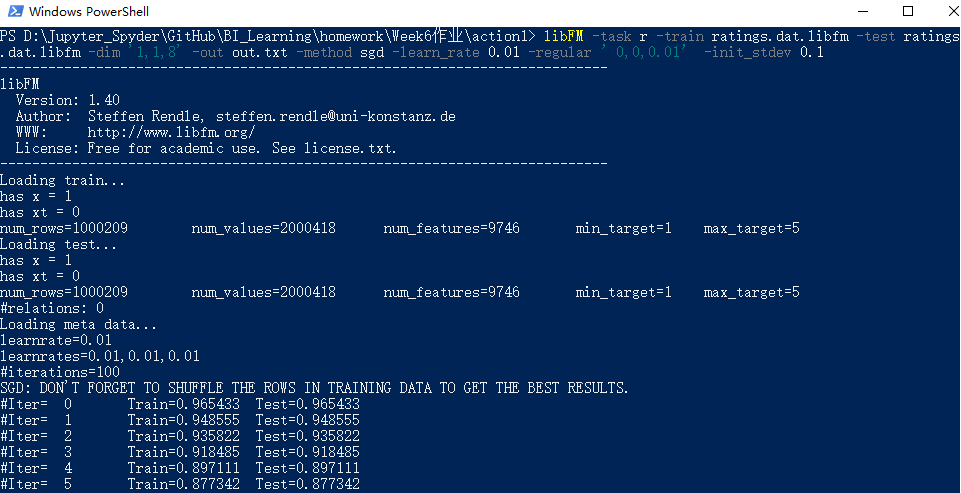 Windows PowerShell
PS D:\Jupyter_Spyder\GitHub\BI_Learning\homework\Week6作业\action1> libFM -task r -train ratings.dat.libfm -test ratings
.dat.libfm -dim '1,1,8' -out out.txt -method sgd -learn_rate 0.01 -regular ' 0,0,0.01'  -init_stdev 0.1
----------------------------------------------------------------------------
libFM
  Version: 1.40
  Author:  Steffen Rendle, steffen.rendle@uni-konstanz.de
  WWW:     http://www.libfm.org/
  License: Free for academic use. See license.txt.
----------------------------------------------------------------------------
Loading train...
has x = 1
has xt = 0
num_rows=1000209        num_values=2000418      num_features=9746       min_target=1    max_target=5
Loading test...
has x = 1
has xt = 0
num_rows=1000209        num_values=2000418      num_features=9746       min_target=1    max_target=5
#relations: 0
Loading meta data...
learnrate=0.01
learnrates=0.01,0.01,0.01
#iterations=100
SGD: DON'T FORGET TO SHUFFLE THE ROWS IN TRAINING DATA TO GET THE BEST RESULTS.
#Iter=  0       Train=0.965433  Test=0.965433
#Iter=  1       Train=0.948555  Test=0.948555
#Iter=  2       Train=0.935822  Test=0.935822
#Iter=  3       Train=0.918485  Test=0.918485
#Iter=  4       Train=0.897111  Test=0.897111
#Iter=  5       Train=0.877342  Test=0.877342